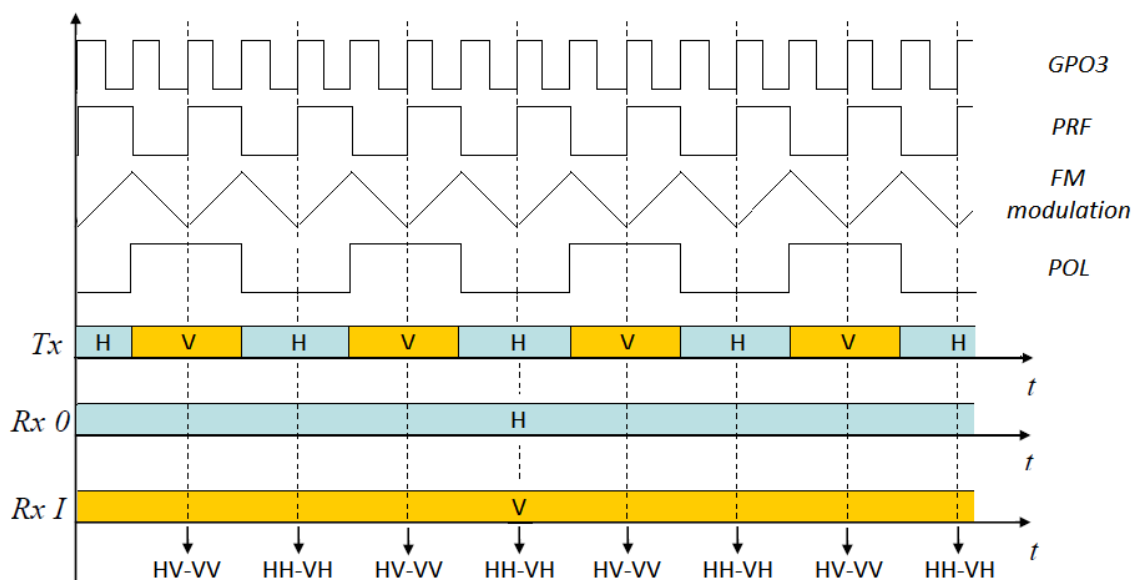 GPO3
PRF
FM
modulation
POL
Tx H V H V H V H V H
t
Rx 0 H
t
Rx I V
t
HV-VV HH-VH HV-VV HH-VH HV-VV HH-VH HV-VV HH-VH